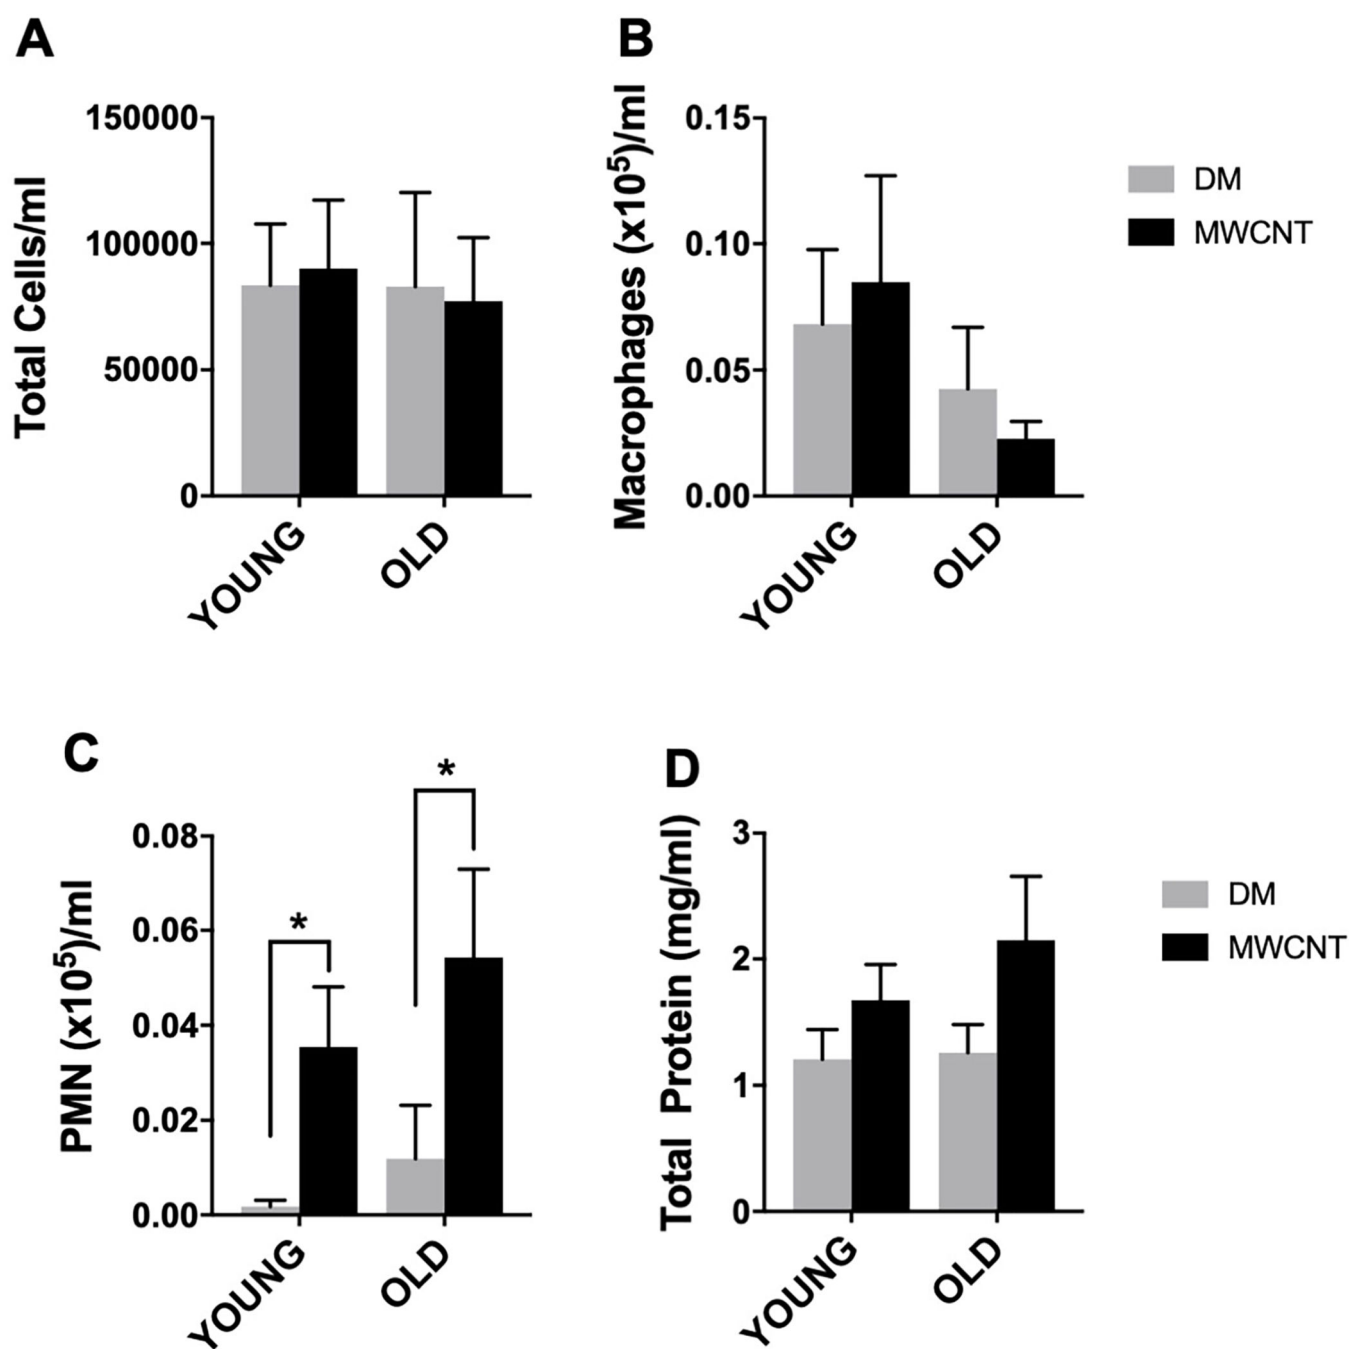 A
Total Cells/ml
150000
100000
50000
0
YOUNG
OLD
B
Macrophages (x10⁵)/ml
0.15
0.10
0.05
0.00
YOUNG
OLD
DM
MWCNT
C
PMN (x10⁵)/ml
0.08
0.06
0.04
0.02
0.00
*
*
YOUNG
OLD
D
Total Protein (mg/ml)
3
2
1
0
YOUNG
OLD
DM
MWCNT